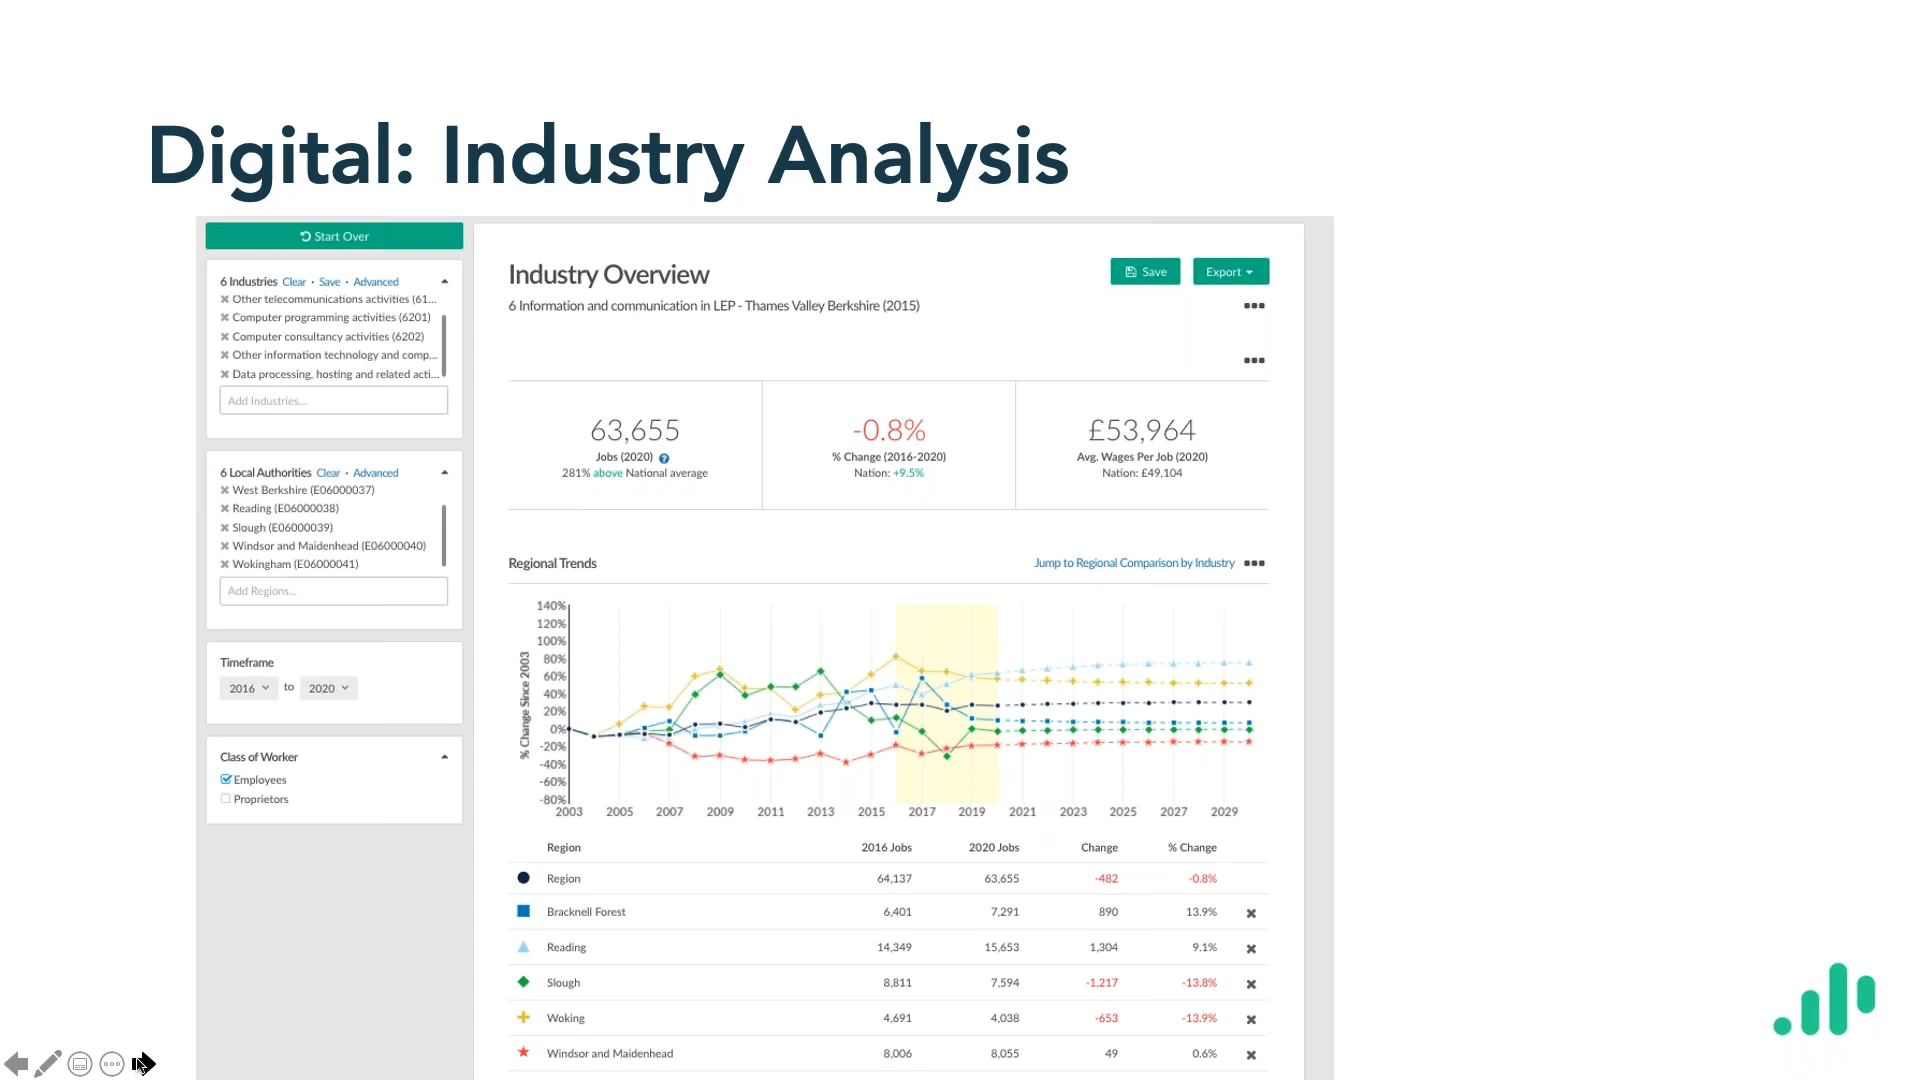 Digital: Industry Analysis
Start Over
6 Industries Clear · Save · Advanced
Other telecommunications activities (61...
Computer programming activities (6201)
Computer consultancy activities (6202)
Other information technology and comp...
Data processing, hosting and related acti...
Add Industries...
6 Local Authorities Clear · Advanced
West Berkshire (E06000037)
Reading (E06000038)
Slough (E06000039)
Windsor and Maidenhead (E06000040)
Wokingham (E06000041)
Add Regions...
Timeframe
2016 to 2020
Class of Worker
Employees
Proprietors
Industry Overview
Save
Export
6 Information and communication in LEP - Thames Valley Berkshire (2015)
63,655
Jobs (2020) ?
281% above National average
-0.8%
% Change (2016-2020)
Nation: +9.5%
£53,964
Avg. Wages Per Job (2020)
Nation: £49,104
Regional Trends
Jump to Regional Comparison by Industry
% Change Since 2003
140%
120%
100%
80%
60%
40%
20%
0%
-20%
-40%
-60%
-80%
2003 2005 2007 2009 2011 2013 2015 2017 2019 2021 2023 2025 2027 2029
Region 2016 Jobs 2020 Jobs Change % Change
Region 64,137 63,655 -482 -0.8%
Bracknell Forest 6,401 7,291 890 13.9%
Reading 14,349 15,653 1,304 9.1%
Slough 8,811 7,594 -1,217 -13.8%
Woking 4,691 4,038 -653 -13.9%
Windsor and Maidenhead 8,006 8,055 49 0.6%